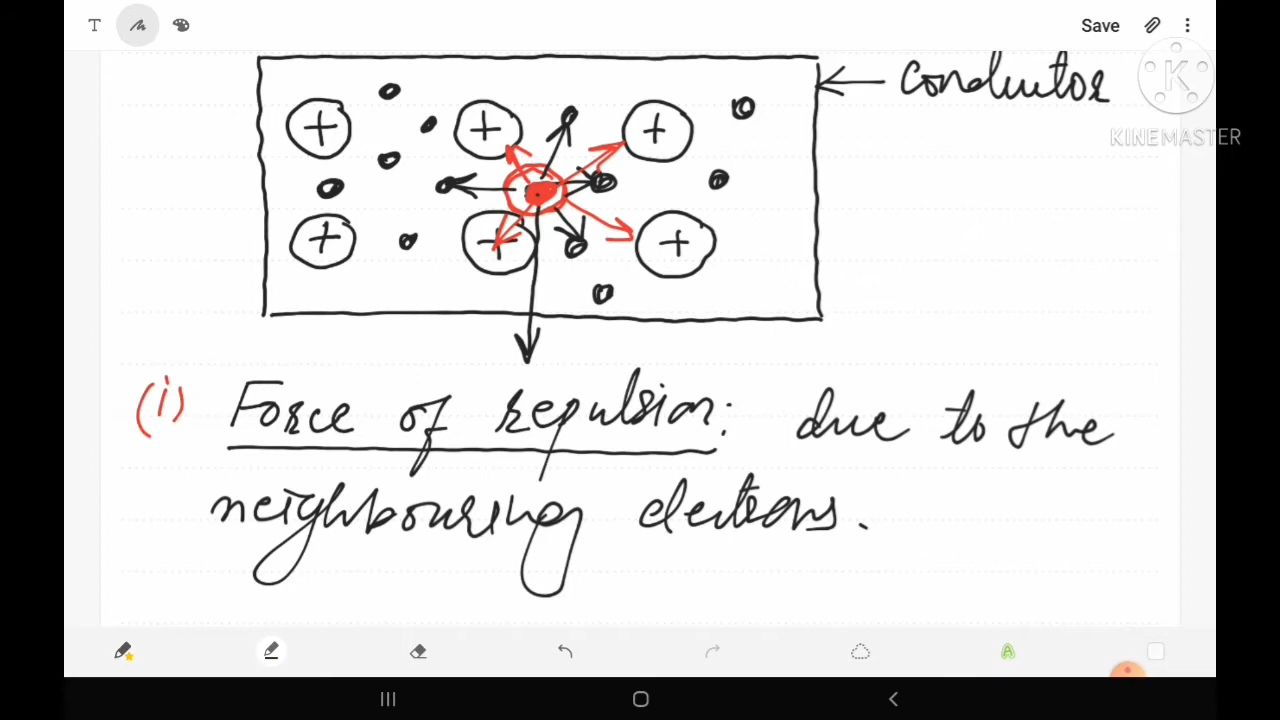 T
Save
K
KINEMASTER
conductor
+ + +
+ + +
(i) Force of repulsion: due to the
neighbouring electrons.
A